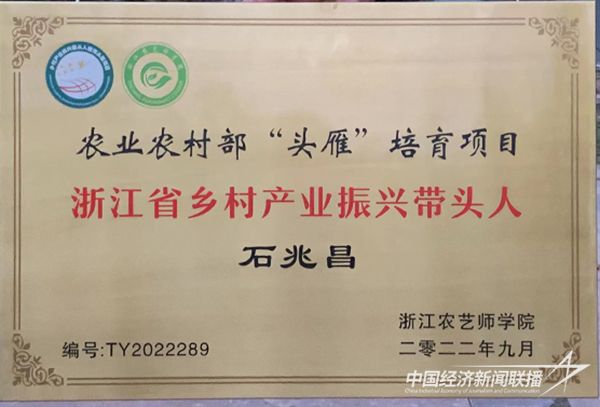 农业农村部“头雁”培育项目
浙江省乡村产业振兴带头人
石兆昌
浙江农艺师学院
编号:TY2022289
二零二二年九月
中国经济新闻联播